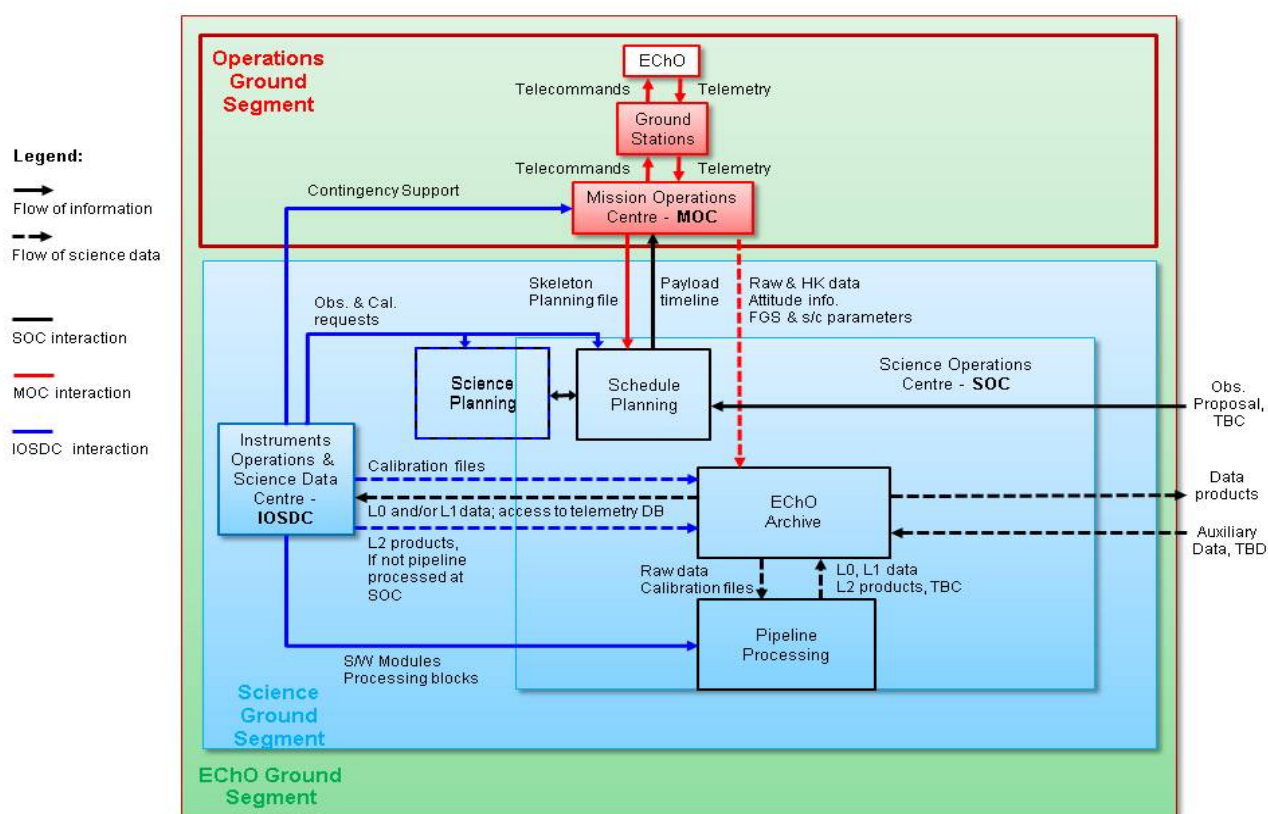 Operations
Ground
Segment
EChO
Telecommands
Telemetry
Ground
Stations
Telecommands
Telemetry
Mission Operations
Centre - MOC
Contingency Support
Legend:
Flow of information
Flow of science data
SOC interaction
MOC interaction
IOSDC interaction
Skeleton
Planning file
Payload
timeline
Raw & HK data
Attitude info.
FGS & s/c parameters
Obs. & Cal.
requests
Science
Planning
Schedule
Planning
Science Operations
Centre - SOC
Obs.
Proposal,
TBC
Instruments
Operations &
Science Data
Centre -
IOSDC
Calibration files
L0 and/or L1 data; access to telemetry DB
L2 products,
If not pipeline
processed at
SOC
EChO
Archive
Data
products
Auxiliary
Data, TBD
Raw data
Calibration files
L0, L1 data
L2 products, TBC
Pipeline
Processing
S/W Modules
Processing blocks
Science
Ground
Segment
EChO Ground
Segment